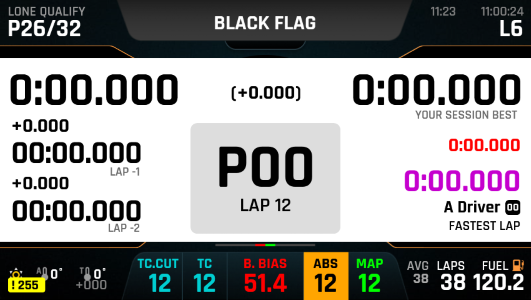 LONE QUALIFY
P26/32
BLACK FLAG
11:23
11:00:24
L6
0:00.000
(+0.000)
0:00.000
YOUR SESSION BEST
+0.000
00:00.000
LAP -1
+0.000
00:00.000
LAP -2
P00
LAP 12
0:00.000
0:00.000
A Driver 00
FASTEST LAP
! 255
0°
0°
+000
TC.CUT
12
TC
12
B. BIAS
51.4
ABS
12
MAP
12
AVG
38
LAPS
38
FUEL
120.2